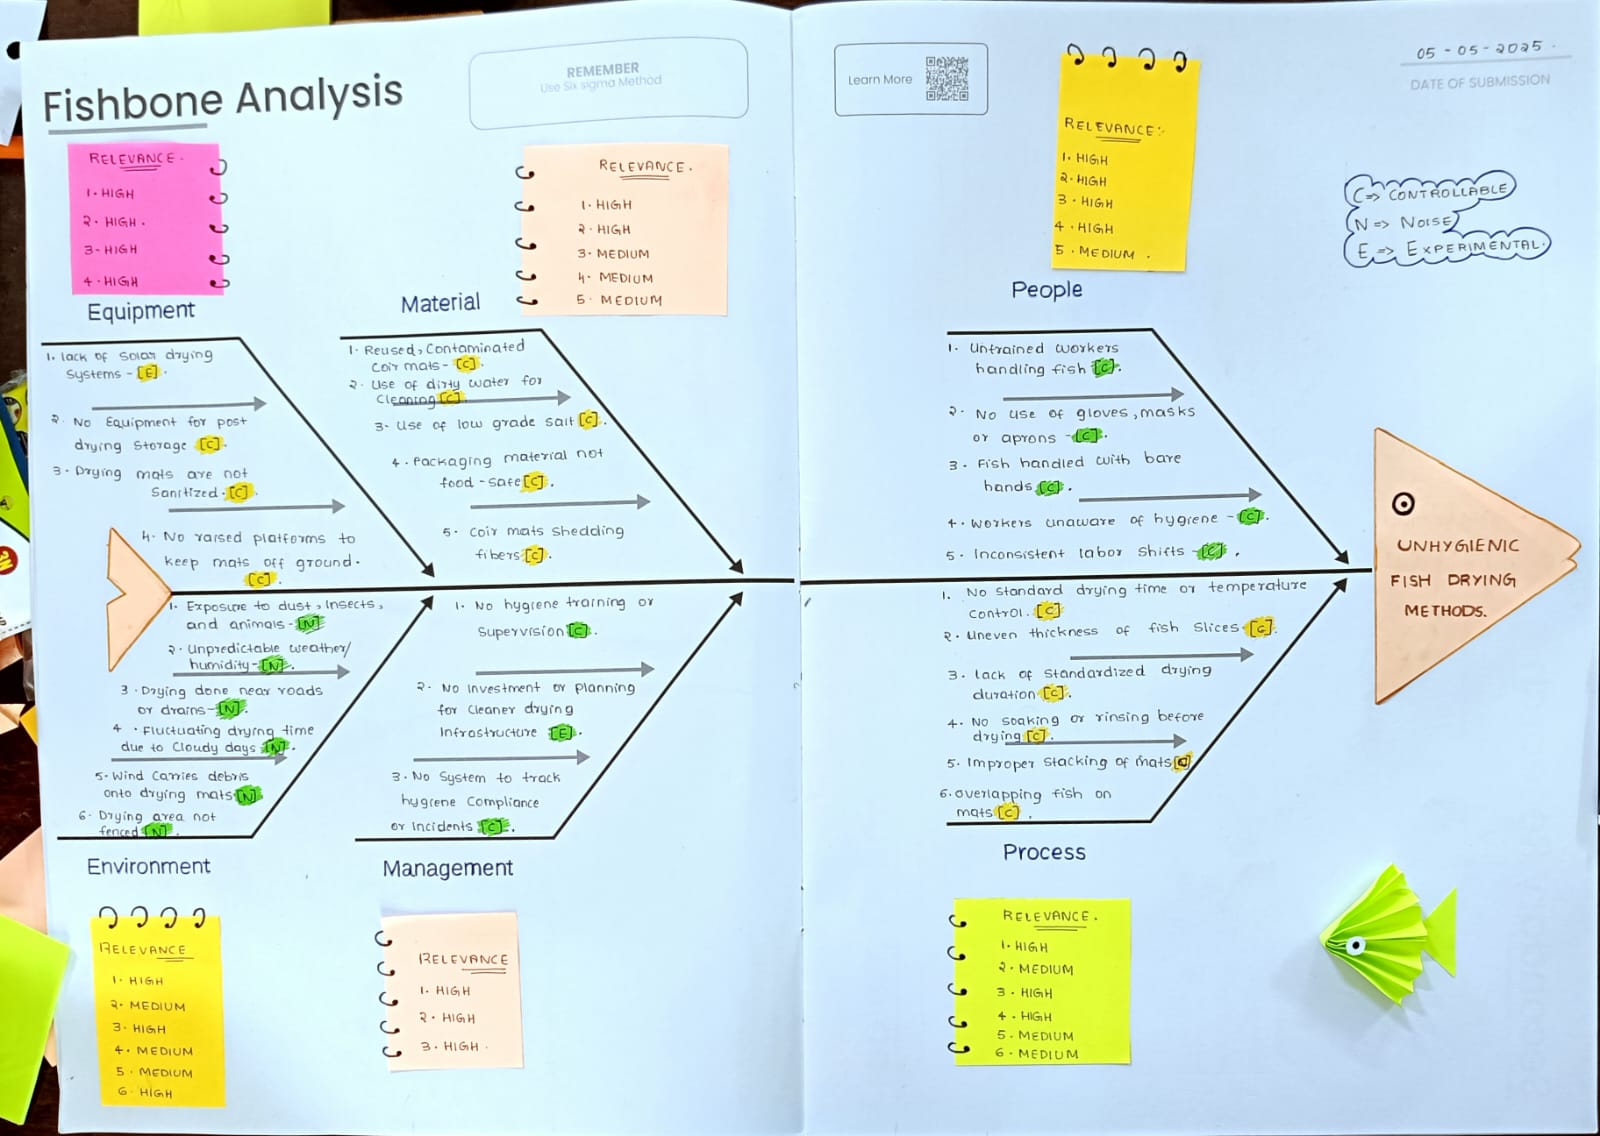 Fishbone Analysis
REMEMBER
Use Six sigma Method
Learn More
05-05-2025.
DATE OF SUBMISSION
RELEVANCE.
1. HIGH
2. HIGH.
3- HIGH
4. HIGH
Equipment
RELEVANCE.
1. HIGH
2. HIGH
3. MEDIUM
4. MEDIUM
5. MEDIUM
Material
RELEVANCE:-
1. HIGH
2. HIGH
3. HIGH
4. HIGH
5. MEDIUM.
People
C => CONTROLLABLE
N => NOISE
E => EXPERIMENTAL.
1. lack of Solar drying
Systems - [E].
2. No Equipment for post
drying Storage [C].
3. Drying mats are not
Sanitized. [C].
4. No raised platforms to
keep mats off ground.
[C].
1. Reused, Contaminated
Coir mats - [C].
2. Use of dirty water for
Cleaning [C].
3- Use of low grade salt [C].
4. Packaging material not
food-safe [C].
5. Coir mats shedding
fibers [C].
1. Untrained workers
handling fish [C].
2. No use of gloves, masks
or aprons - [C].
3. Fish handled with bare
hands [C].
4. workers unaware of hygiene - [C].
5. Inconsistent labor shifts - [C].
UNHYGIENIC
FISH DRYING
METHODS.
1. Exposure to dust, insects,
and animals - [N]
2. Unpredictable weather/
humidity - [N].
3. Drying done near roads
or drains - [N].
4. Fluctuating drying time
due to Cloudy days [N].
5. Wind Carries debris
onto drying mats [N]
6. Drying area not
fenced [N].
Environment
1. No hygiene training or
Supervision [C].
2. No Investment or planning
for Cleaner drying
Infrastructure [E].
3. No System to track
hygiene Compliance
or Incidents [C].
Management
1. No standard drying time or temperature
Control. [C]
2. Uneven thickness of fish Slices [C].
3. lack of Standardized drying
duration [C].
4. No soaking or rinsing before
drying [C].
5. Improper stacking of mats [C]
6. overlapping fish on
mats [C].
Process
RELEVANCE
1. HIGH
2. MEDIUM
3. HIGH
4. MEDIUM
5. MEDIUM
6. HIGH
RELEVANCE
1. HIGH
2. HIGH
3. HIGH.
RELEVANCE.
1. HIGH
2. MEDIUM
3. HIGH
4. HIGH
5. MEDIUM
6. MEDIUM